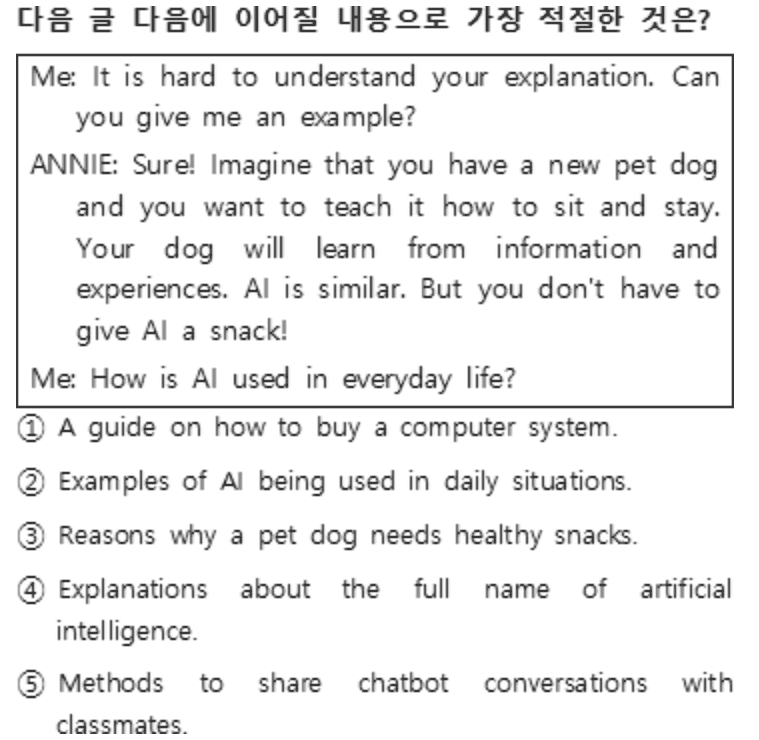 다음 글 다음에 이어질 내용으로 가장 적절한 것은?
Me: It is hard to understand your explanation. Can
you give me an example?
ANNIE: Sure! Imagine that you have a new pet dog
and you want to teach it how to sit and stay.
Your dog will learn from information and
experiences. AI is similar. But you don't have to
give AI a snack!
Me: How is AI used in everyday life?
① A guide on how to buy a computer system.
② Examples of AI being used in daily situations.
③ Reasons why a pet dog needs healthy snacks.
④ Explanations about the full name of artificial
intelligence.
⑤ Methods to share chatbot conversations with
classmates.